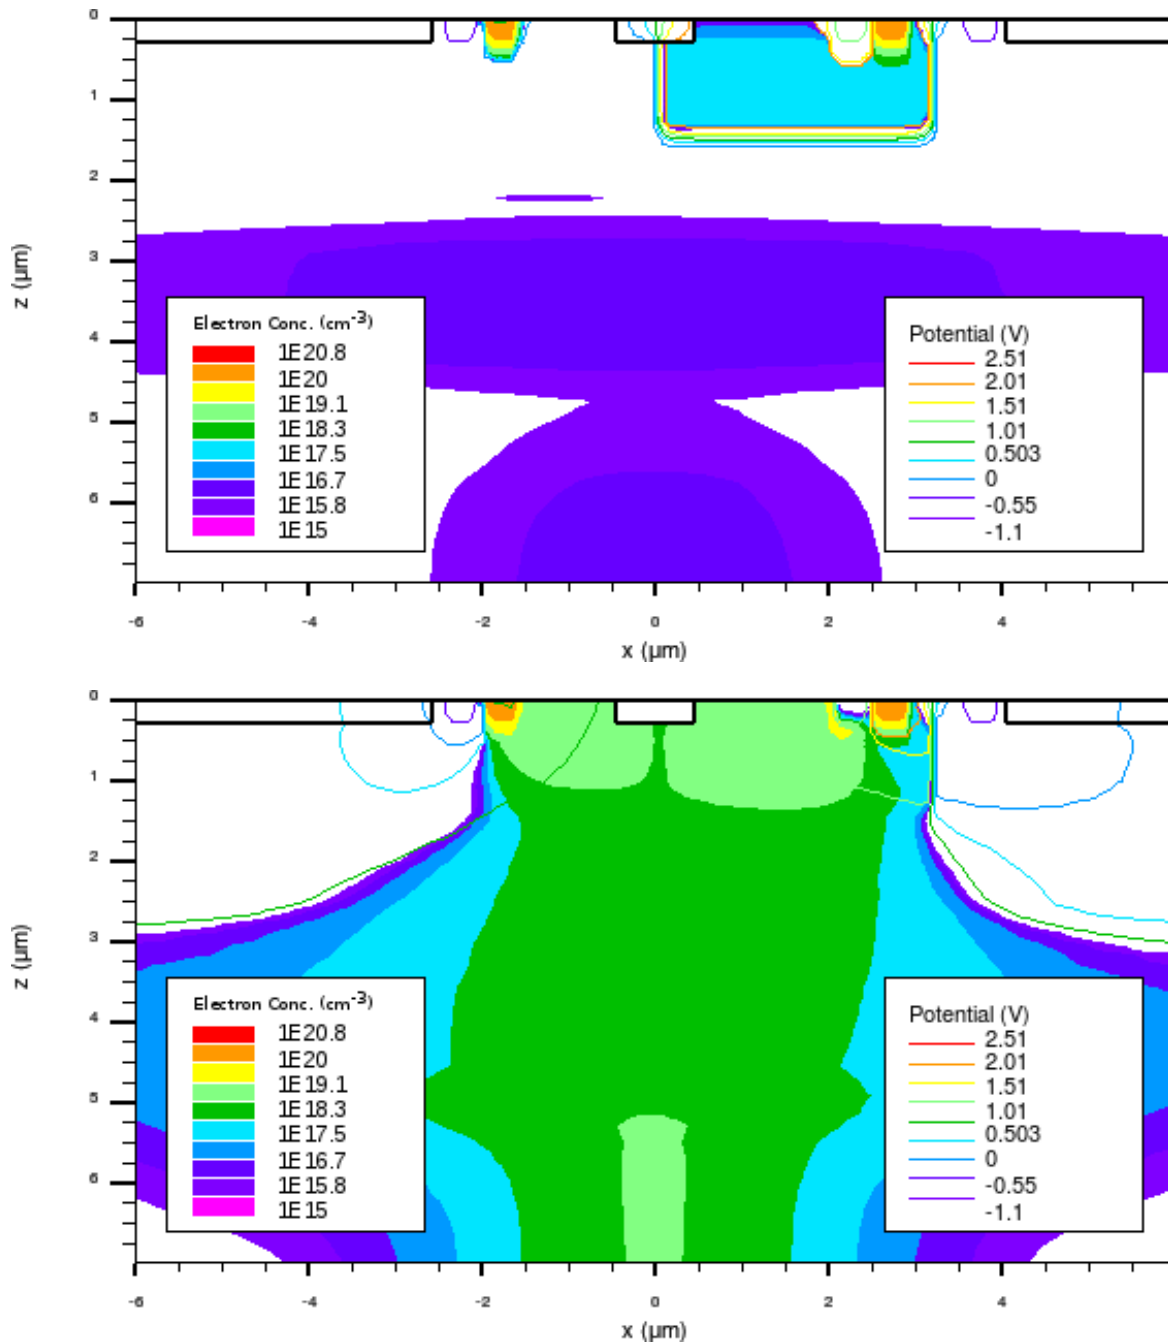 0
1
2
3
4
5
6
z (µm)
Electron Conc. (cm-3)
1E20.8
1E20
1E19.1
1E18.3
1E17.5
1E16.7
1E15.8
1E15
Potential (V)
2.51
2.01
1.51
1.01
0.503
0
-0.55
-1.1
-6 -4 -2 0 2 4
x (µm)
0
1
2
3
4
5
6
z (µm)
Electron Conc. (cm-3)
1E20.8
1E20
1E19.1
1E18.3
1E17.5
1E16.7
1E15.8
1E15
Potential (V)
2.51
2.01
1.51
1.01
0.503
0
-0.55
-1.1
-6 -4 -2 0 2 4
x (µm)